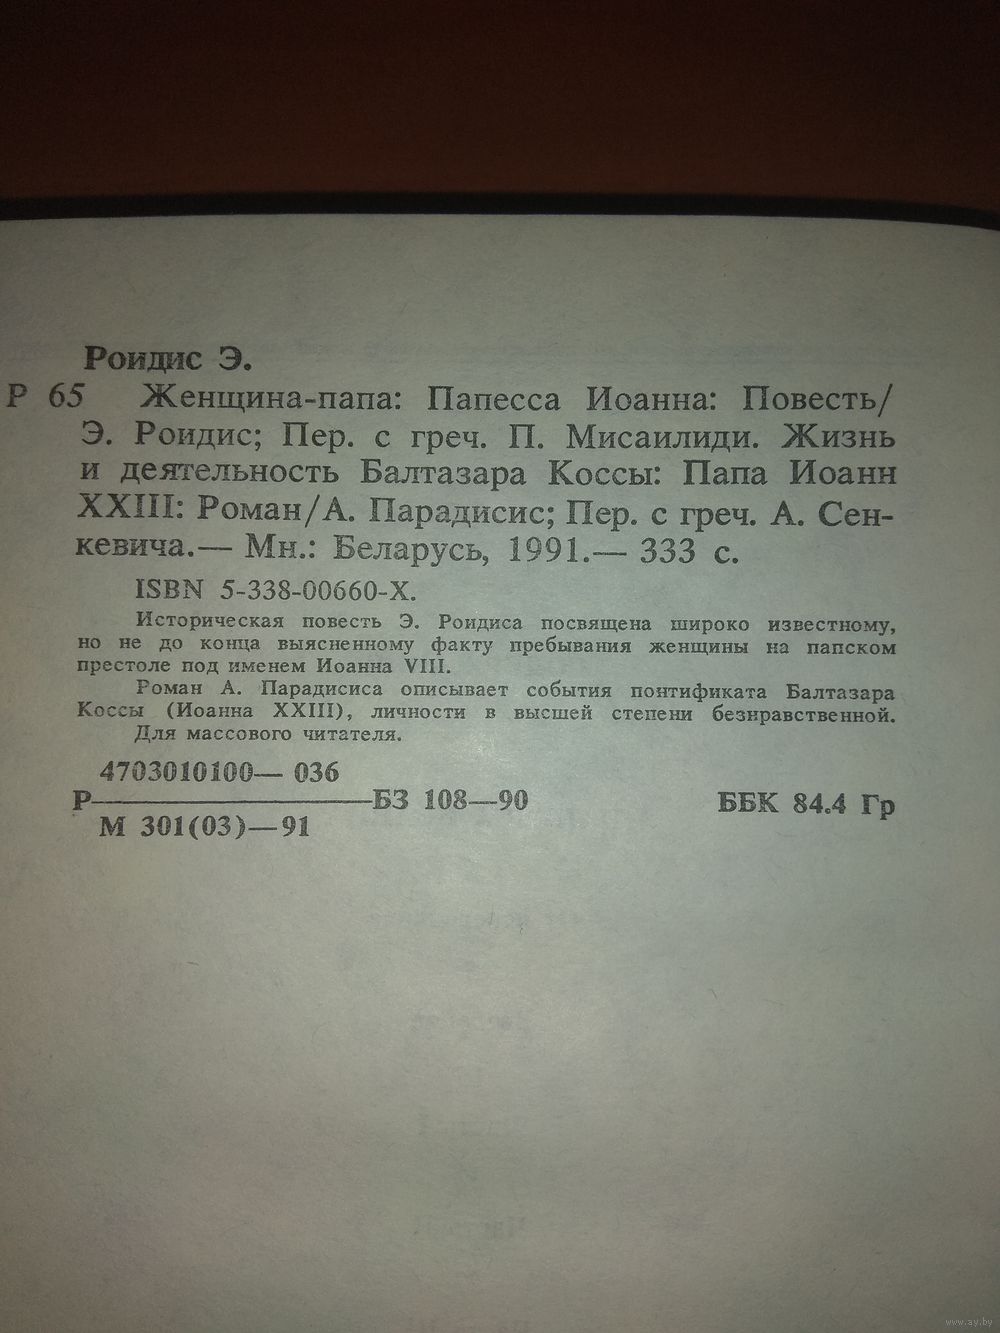 Роидис Э.
Р 65 Женщина-папа: Папесса Иоанна: Повесть/
Э. Роидис; Пер. с греч. П. Мисаилиди. Жизнь
и деятельность Балтазара Коссы: Папа Иоанн
XXIII: Роман/А. Парадисис; Пер. с греч. А. Сен-
кевича.— Мн.: Беларусь, 1991.— 333 с.
ISBN 5-338-00660-X.
Историческая повесть Э. Роидиса посвящена широко известному,
но не до конца выясненному факту пребывания женщины на папском
престоле под именем Иоанна VIII.
Роман А. Парадисиса описывает события понтификата Балтазара
Коссы (Иоанна XXIII), личности в высшей степени безнравственной.
Для массового читателя.
4703010100— 036
Р—БЗ 108—90 ББК 84.4 Гр
М 301(03)—91
www.ay.by